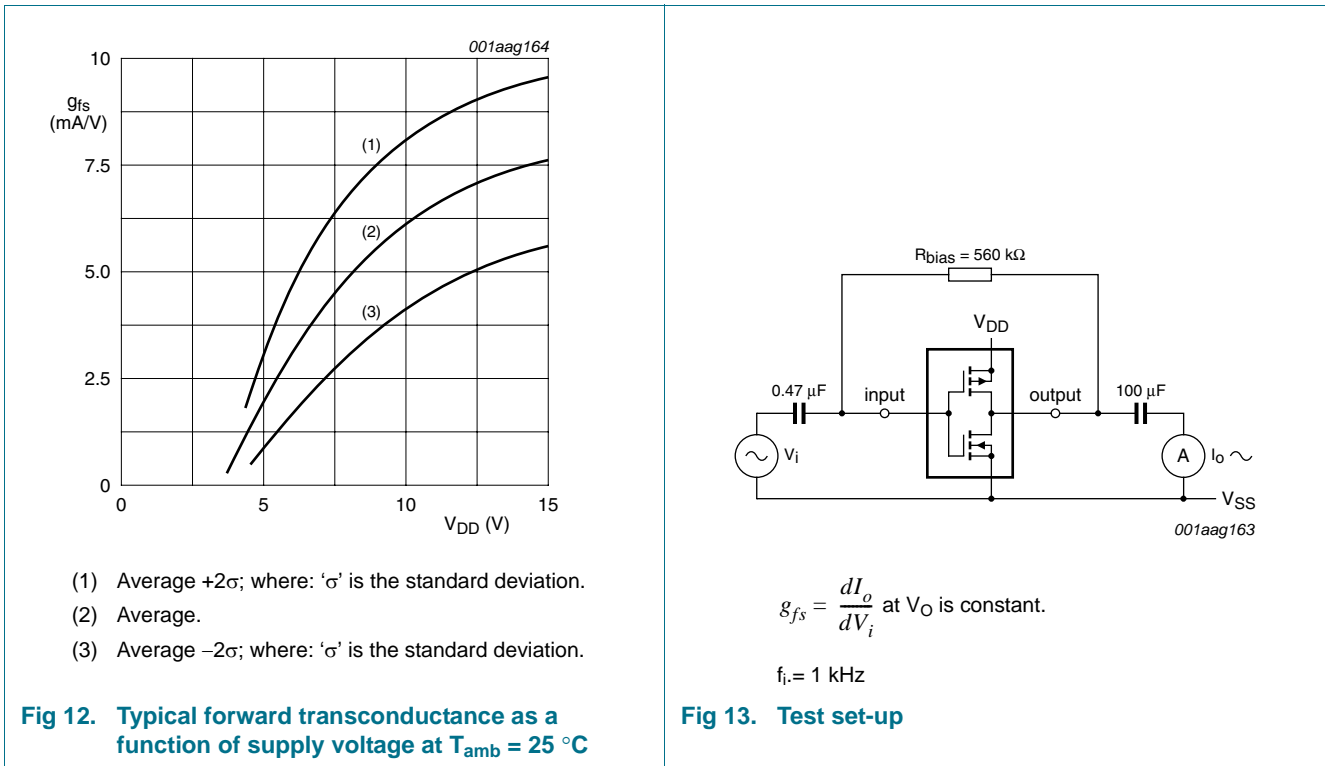 001aag164
10
gfs
(mA/V)
7.5
5.0
2.5
0
(1)
(2)
(3)
0
5
10
15
VDD (V)
(1) Average +2σ; where: ‘σ’ is the standard deviation.
(2) Average.
(3) Average −2σ; where: ‘σ’ is the standard deviation.
Fig 12. Typical forward transconductance as a
function of supply voltage at Tamb = 25 °C
Rbias = 560 kΩ
VDD
0.47 μF
input
output
100 μF
Vi
A
Io
VSS
001aag163
gfs = dIo/dVi at VO is constant.
fi.= 1 kHz
Fig 13. Test set-up